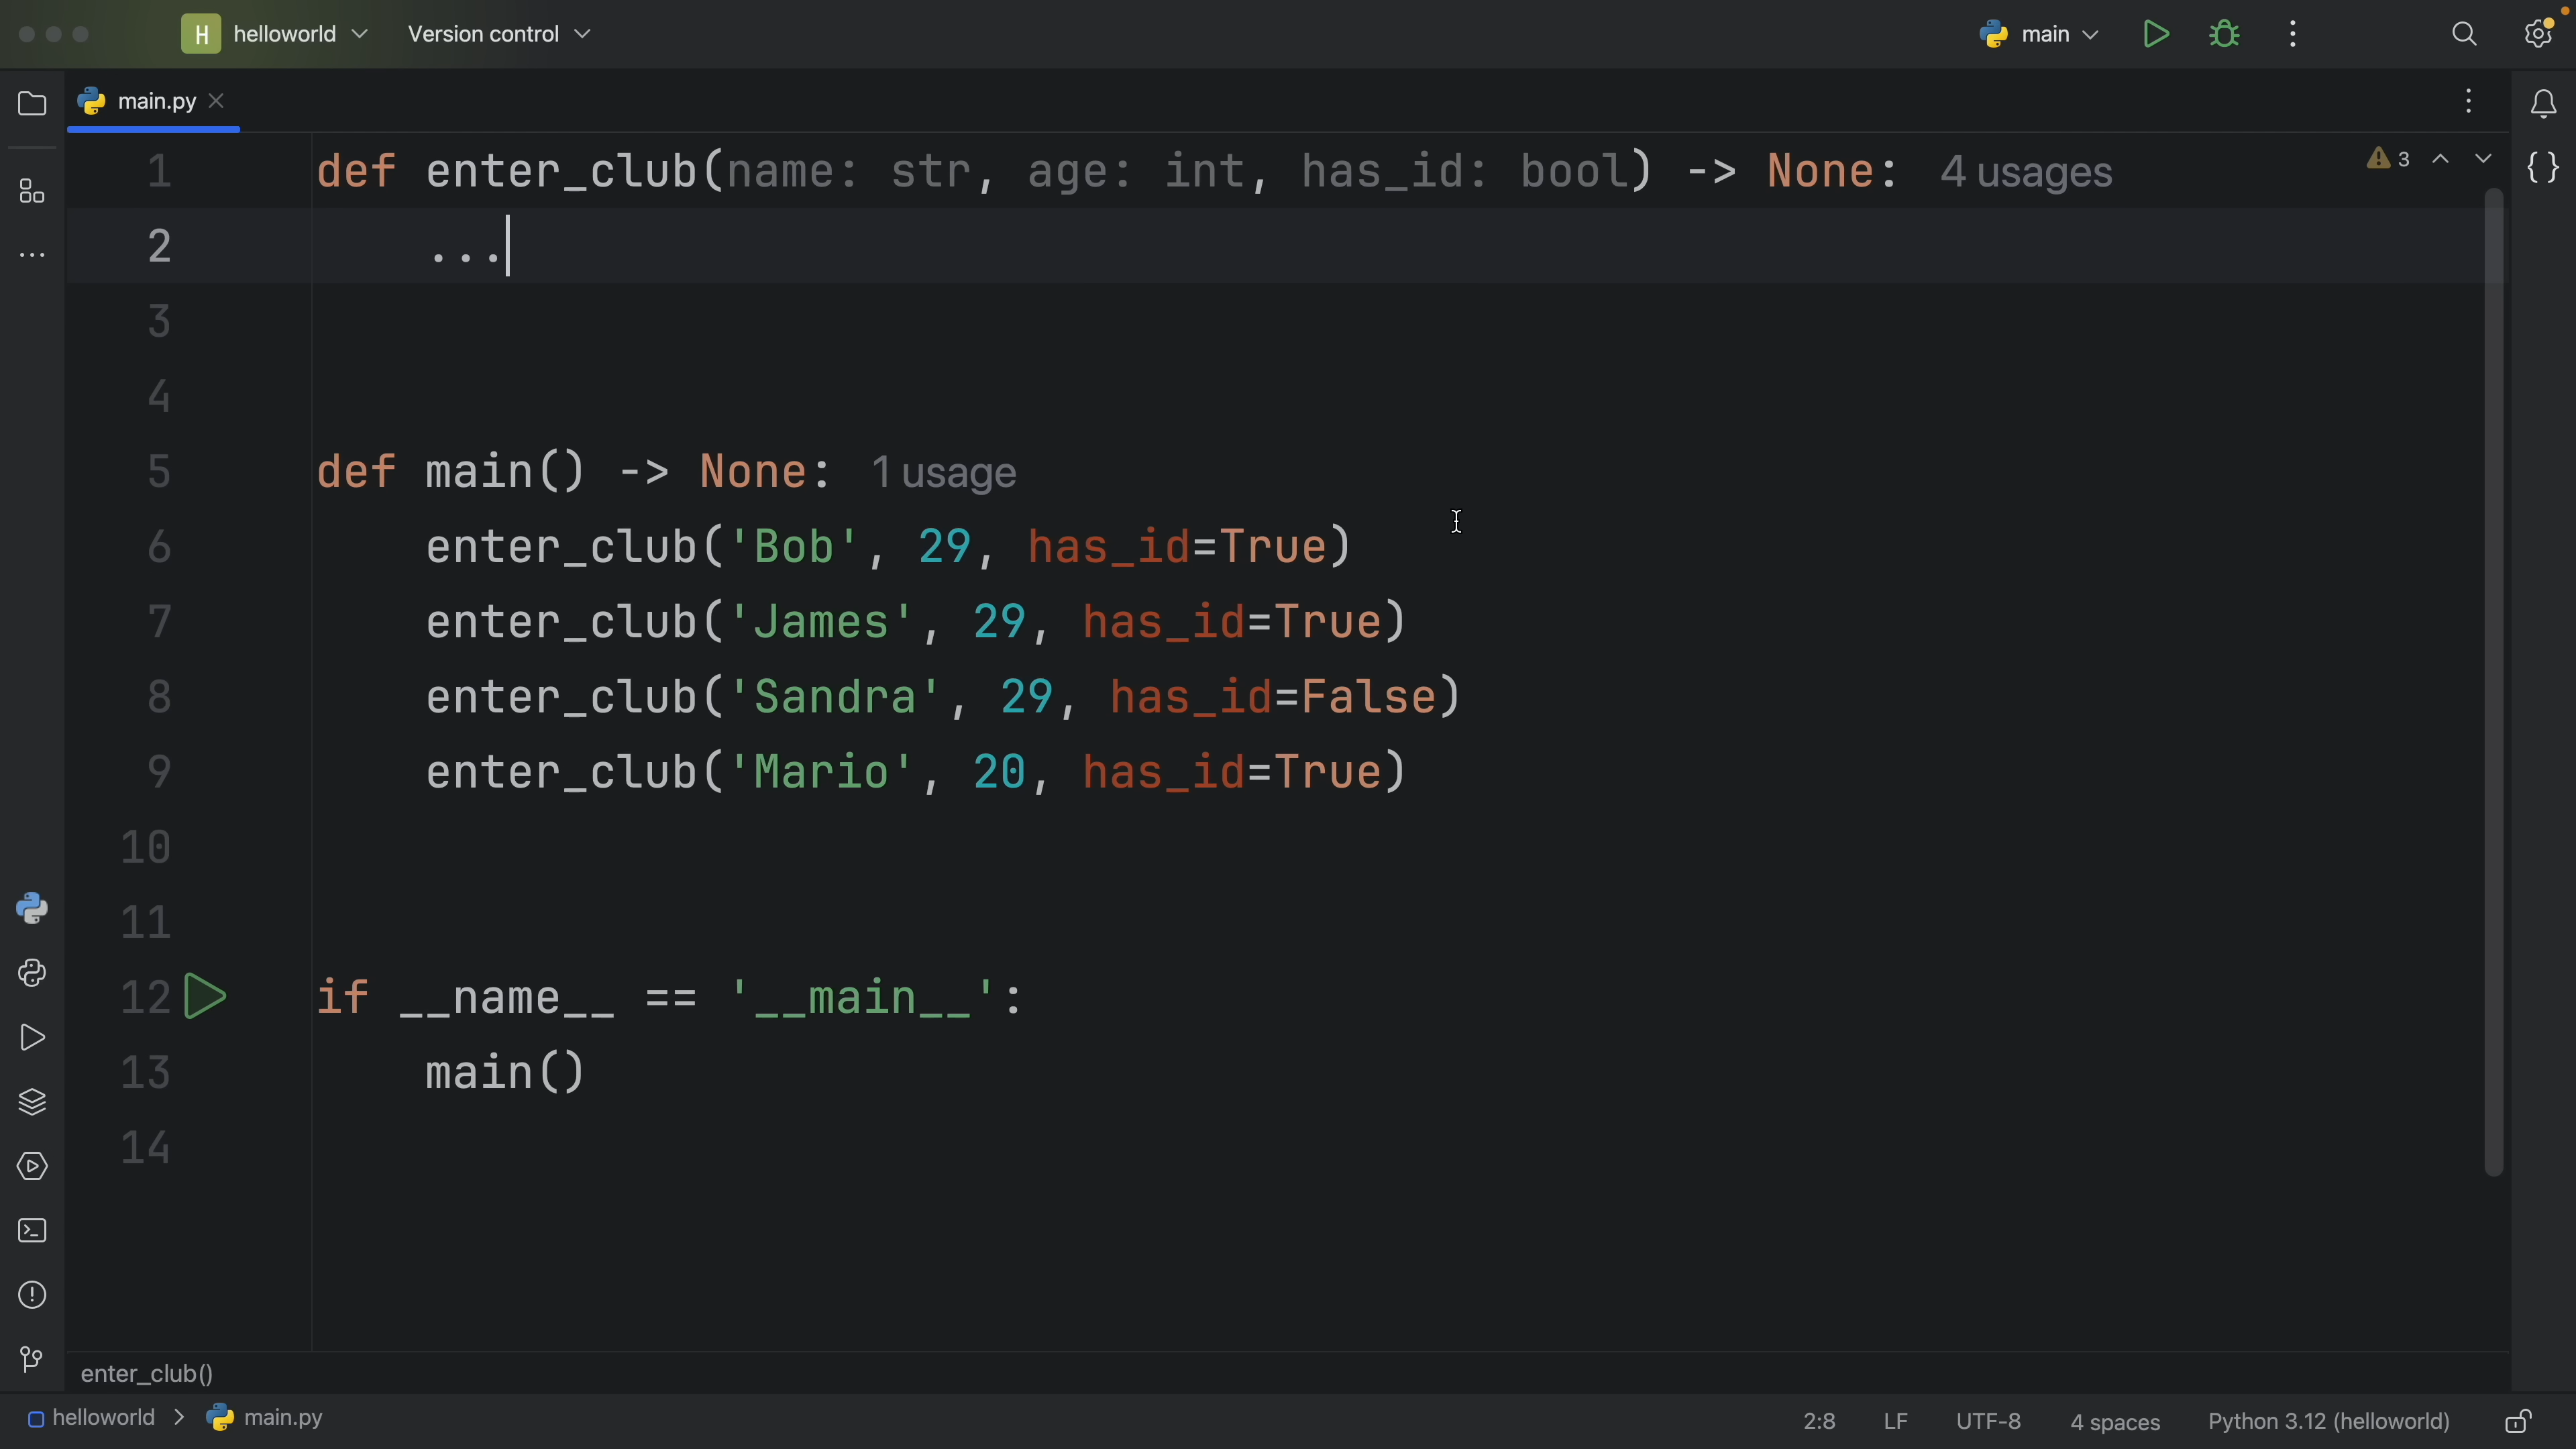 H helloworld Version control main
main.py
1 def enter_club(name: str, age: int, has_id: bool) -> None: 4 usages 3
2 ...
3
4
5 def main() -> None: 1 usage
6 enter_club('Bob', 29, has_id=True)
7 enter_club('James', 29, has_id=True)
8 enter_club('Sandra', 29, has_id=False)
9 enter_club('Mario', 20, has_id=True)
10
11
12 if __name__ == '__main__':
13 main()
14
enter_club()
helloworld > main.py 2:8 LF UTF-8 4 spaces Python 3.12 (helloworld)